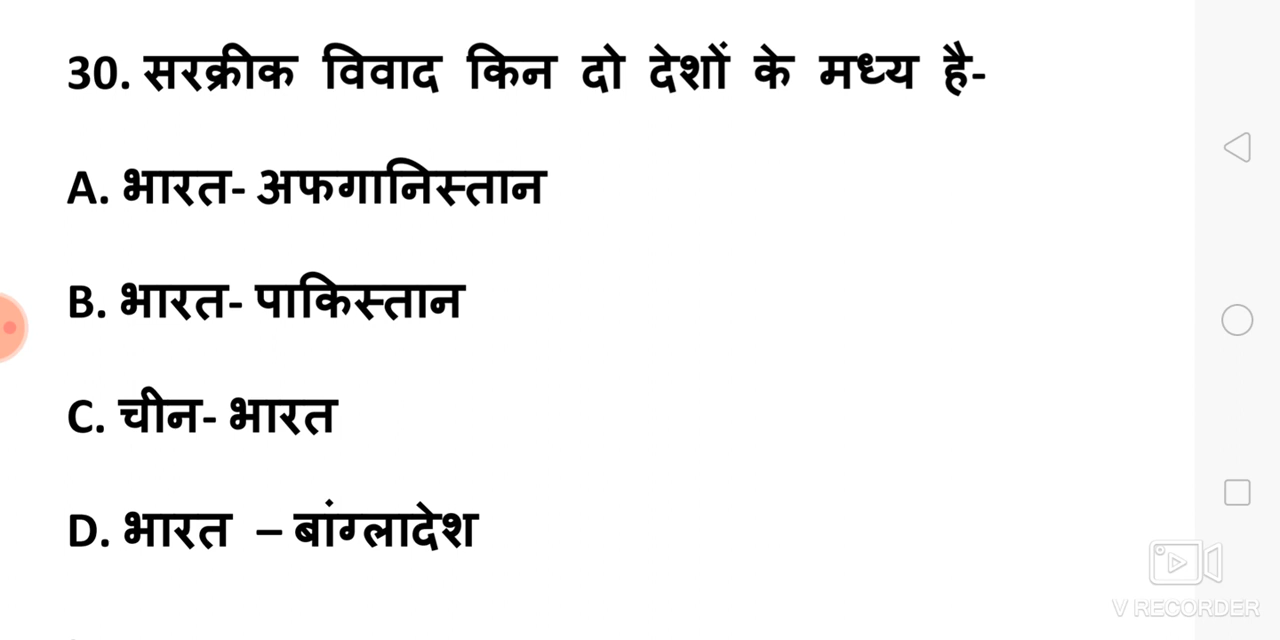 30. सरक्रीक विवाद किन दो देशों के मध्य है-
A. भारत- अफगानिस्तान
B. भारत- पाकिस्तान
C. चीन- भारत
D. भारत – बांग्लादेश
V RECORDER